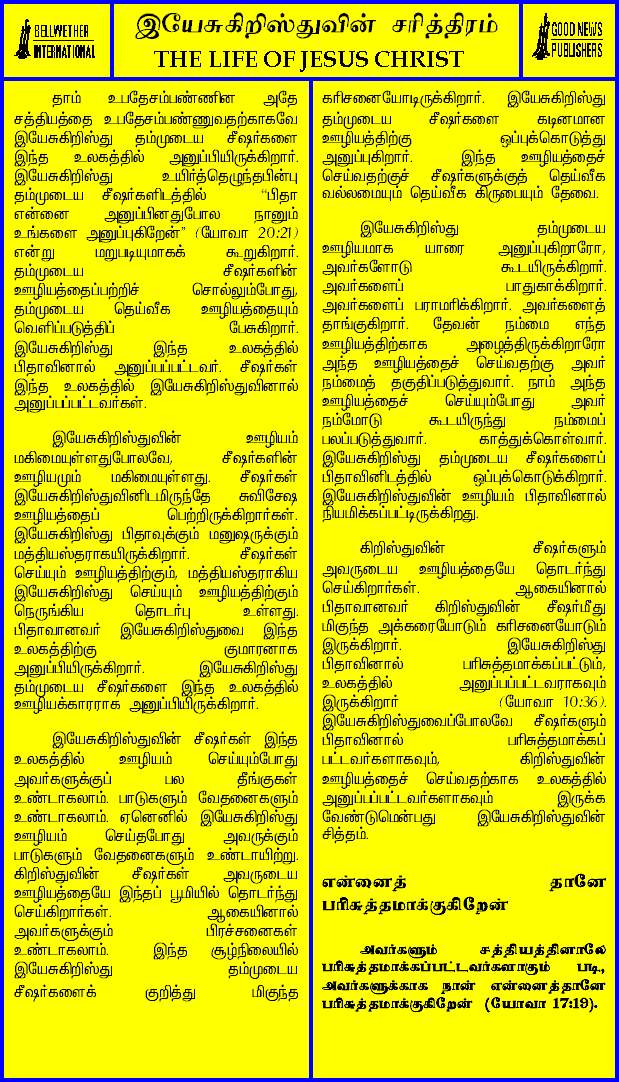 BELLWETHER
INTERNATIONAL
இயேசுகிறிஸ்துவின் சரித்திரம்
THE LIFE OF JESUS CHRIST
GOOD NEWS
PUBLISHERS
தாம் உபதேசம்பண்ணின அதே
சத்தியத்தை உபதேசம்பண்ணுவதற்காகவே
இயேசுகிறிஸ்து தம்முடைய சீஷர்களை
இந்த உலகத்தில் அனுப்பியிருக்கிறார்.
இயேசுகிறிஸ்து உயிர்த்தெழுந்தபின்பு
தம்முடைய சீஷர்களிடத்தில் “பிதா
என்னை அனுப்பினதுபோல நானும்
உங்களை அனுப்புகிறேன்” (யோவா 20:21)
என்று மறுபடியுமாகக் கூறுகிறார்.
தம்முடைய சீஷர்களின்
ஊழியத்தைப்பற்றிச் சொல்லும்போது,
தம்முடைய தெய்வீக ஊழியத்தையும்
வெளிப்படுத்திப் பேசுகிறார்.
இயேசுகிறிஸ்து இந்த உலகத்தில்
பிதாவினால் அனுப்பப்பட்டவர். சீஷர்கள்
இந்த உலகத்தில் இயேசுகிறிஸ்துவினால்
அனுப்பப்பட்டவர்கள்.
இயேசுகிறிஸ்துவின் ஊழியம்
மகிமையுள்ளதுபோலவே, சீஷர்களின்
ஊழியமும் மகிமையுள்ளது. சீஷர்கள்
இயேசுகிறிஸ்துவினிடமிருந்தே சுவிசேஷ
ஊழியத்தைப் பெற்றிருக்கிறார்கள்.
இயேசுகிறிஸ்து பிதாவுக்கும் மனுஷருக்கும்
மத்தியஸ்தராகயிருக்கிறார். சீஷர்கள்
செய்யும் ஊழியத்திற்கும், மத்தியஸ்தராகிய
இயேசுகிறிஸ்து செய்யும் ஊழியத்திற்கும்
நெருங்கிய தொடர்பு உள்ளது.
பிதாவானவர் இயேசுகிறிஸ்துவை இந்த
உலகத்திற்கு குமாரனாக
அனுப்பியிருக்கிறார். இயேசுகிறிஸ்து
தம்முடைய சீஷர்களை இந்த உலகத்தில்
ஊழியக்காரராக அனுப்பியிருக்கிறார்.
இயேசுகிறிஸ்துவின் சீஷர்கள் இந்த
உலகத்தில் ஊழியம் செய்யும்போது
அவர்களுக்குப் பல தீங்குகள்
உண்டாகலாம். பாடுகளும் வேதனைகளும்
உண்டாகலாம். ஏனெனில் இயேசுகிறிஸ்து
ஊழியம் செய்தபோது அவருக்கும்
பாடுகளும் வேதனைகளும் உண்டாயிற்று.
கிறிஸ்துவின் சீஷர்கள் அவருடைய
ஊழியத்தையே இந்தப் பூமியில் தொடர்ந்து
செய்கிறார்கள். ஆகையினால்
அவர்களுக்கும் பிரச்சனைகள்
உண்டாகலாம். இந்த சூழ்நிலையில்
இயேசுகிறிஸ்து தம்முடைய
சீஷர்களைக் குறித்து மிகுந்த
கரிசனையோடிருக்கிறார். இயேசுகிறிஸ்து
தம்முடைய சீஷர்களை கடினமான
ஊழியத்திற்கு ஒப்புக்கொடுத்து
அனுப்புகிறார். இந்த ஊழியத்தைச்
செய்வதற்குச் சீஷர்களுக்குத் தெய்வீக
வல்லமையும் தெய்வீக கிருபையும் தேவை.
இயேசுகிறிஸ்து தம்முடைய
ஊழியமாக யாரை அனுப்புகிறாரோ,
அவர்களோடு கூடயிருக்கிறார்.
அவர்களைப் பாதுகாக்கிறார்.
அவர்களைப் பராமரிக்கிறார். அவர்களைத்
தாங்குகிறார். தேவன் நம்மை எந்த
ஊழியத்திற்காக அழைத்திருக்கிறாரோ
அந்த ஊழியத்தைச் செய்வதற்கு அவர்
நம்மைத் தகுதிப்படுத்துவார். நாம் அந்த
ஊழியத்தைச் செய்யும்போது அவர்
நம்மோடு கூடயிருந்து நம்மைப்
பலப்படுத்துவார். காத்துக்கொள்வார்.
இயேசுகிறிஸ்து தம்முடைய சீஷர்களைப்
பிதாவினிடத்தில் ஒப்புக்கொடுக்கிறார்.
இயேசுகிறிஸ்துவின் ஊழியம் பிதாவினால்
நியமிக்கப்பட்டிருக்கிறது.
கிறிஸ்துவின் சீஷர்களும்
அவருடைய ஊழியத்தையே தொடர்ந்து
செய்கிறார்கள். ஆகையினால்
பிதாவானவர் கிறிஸ்துவின் சீஷர்மீது
மிகுந்த அக்கரையோடும் கரிசனையோடும்
இருக்கிறார். இயேசுகிறிஸ்து
பிதாவினால் பரிசுத்தமாக்கப்பட்டும்,
உலகத்தில் அனுப்பப்பட்டவராகவும்
இருக்கிறார் (யோவா 10:36).
இயேசுகிறிஸ்துவைப்போலவே சீஷர்களும்
பிதாவினால் பரிசுத்தமாக்கப்
பட்டவர்களாகவும், கிறிஸ்துவின்
ஊழியத்தைச் செய்வதற்காக உலகத்தில்
அனுப்பப்பட்டவர்களாகவும் இருக்க
வேண்டுமென்பது இயேசுகிறிஸ்துவின்
சித்தம்.
என்னைத் தானே
பரிசுத்தமாக்குகிறேன்
அவர்களும் சத்தியத்தினாலே
பரிசுத்தமாக்கப்பட்டவர்களாகும் படி,
அவர்களுக்காக நான் என்னைத்தானே
பரிசுத்தமாக்குகிறேன் (யோவா 17:19).